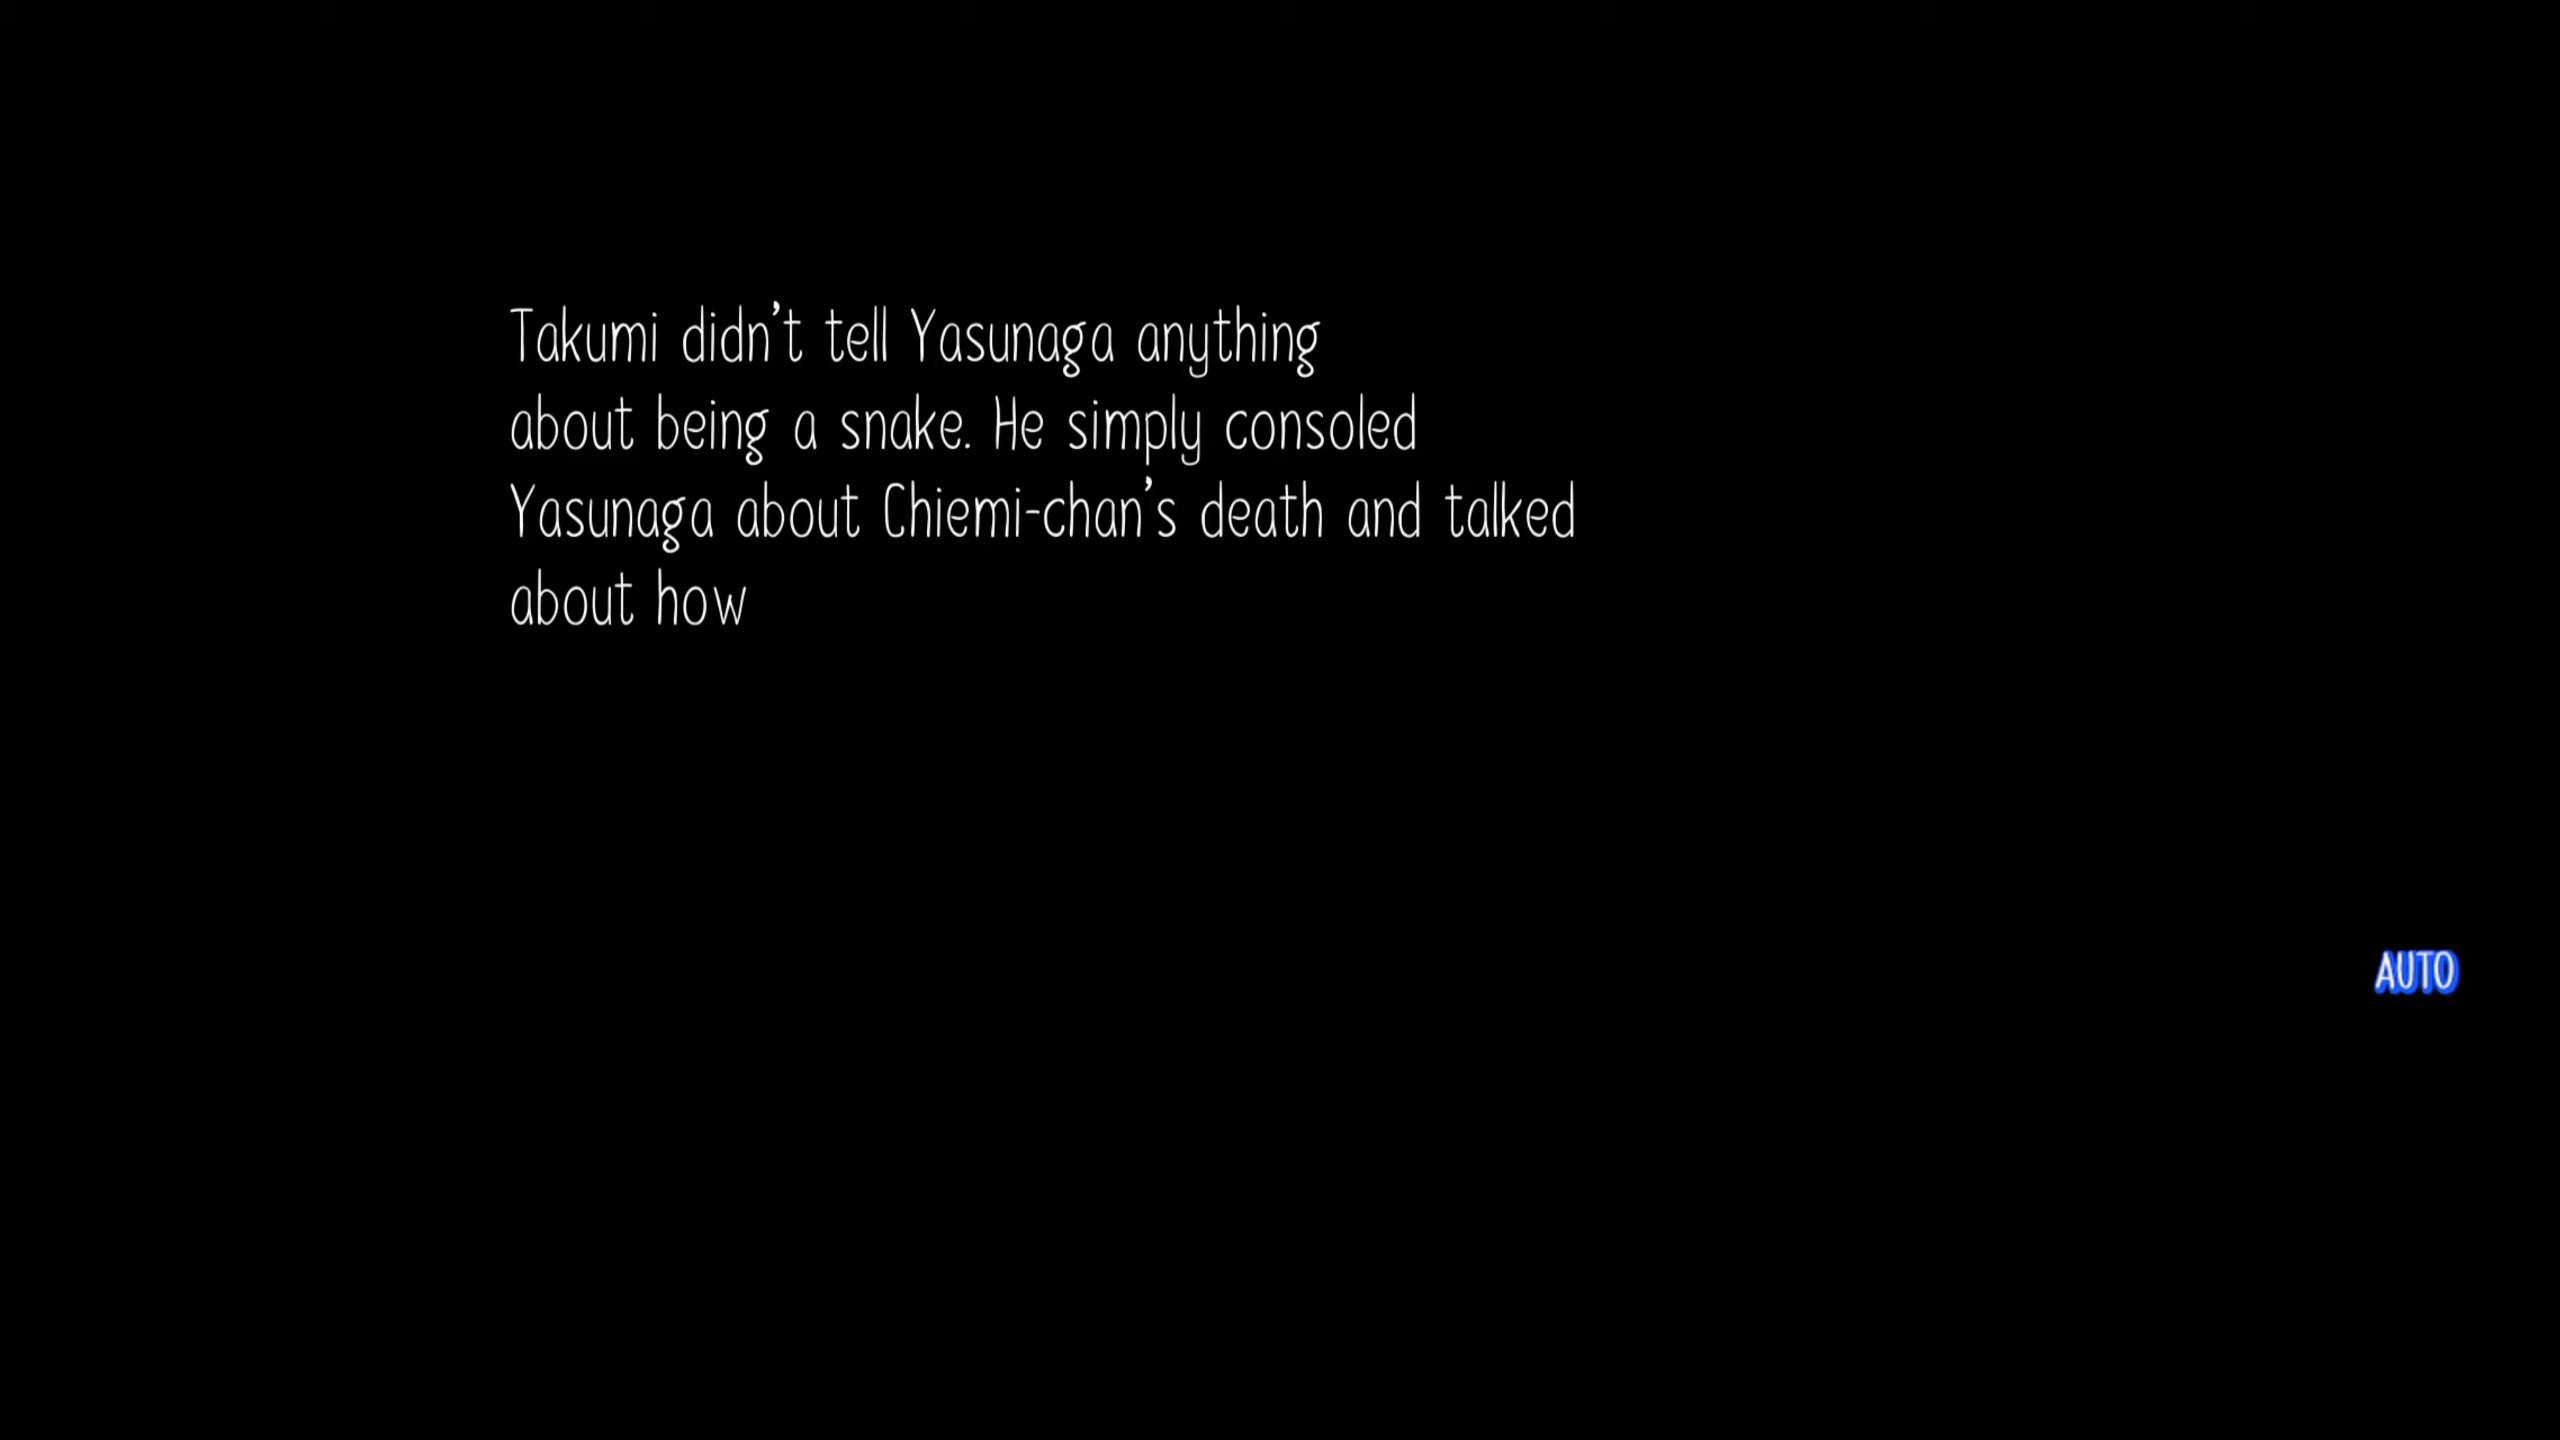 Takumi didn't tell Yasunaga anything
about being a snake. He simply consoled
Yasunaga about Chiemi-chan's death and talked
about how
AUTO